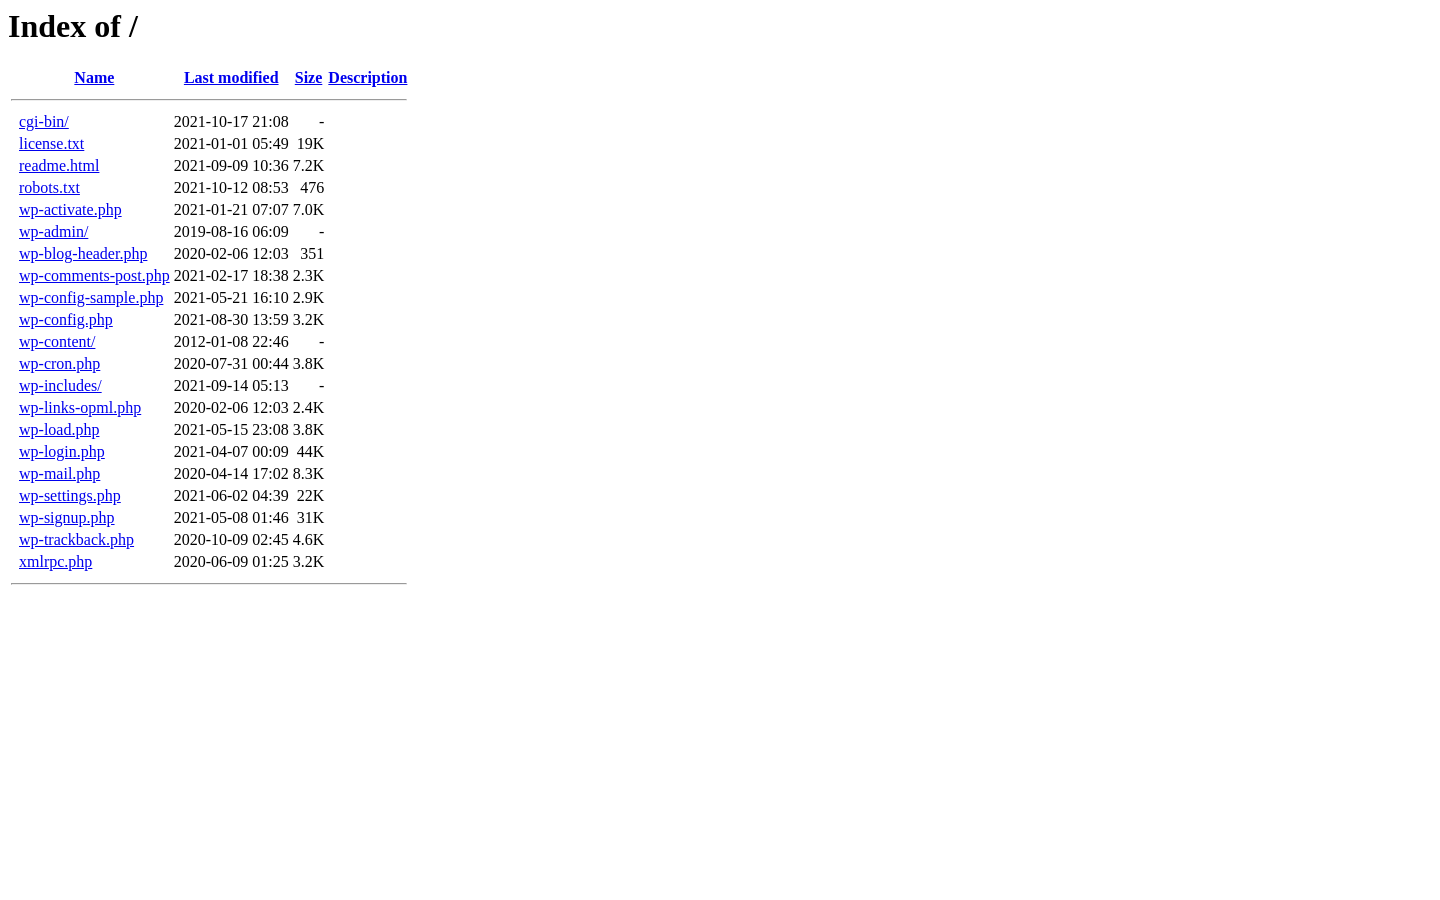 Index of /
Name Last modified Size Description
cgi-bin/ 2021-10-17 21:08 -
license.txt 2021-01-01 05:49 19K
readme.html 2021-09-09 10:36 7.2K
robots.txt 2021-10-12 08:53 476
wp-activate.php 2021-01-21 07:07 7.0K
wp-admin/ 2019-08-16 06:09 -
wp-blog-header.php 2020-02-06 12:03 351
wp-comments-post.php 2021-02-17 18:38 2.3K
wp-config-sample.php 2021-05-21 16:10 2.9K
wp-config.php 2021-08-30 13:59 3.2K
wp-content/ 2012-01-08 22:46 -
wp-cron.php 2020-07-31 00:44 3.8K
wp-includes/ 2021-09-14 05:13 -
wp-links-opml.php 2020-02-06 12:03 2.4K
wp-load.php 2021-05-15 23:08 3.8K
wp-login.php 2021-04-07 00:09 44K
wp-mail.php 2020-04-14 17:02 8.3K
wp-settings.php 2021-06-02 04:39 22K
wp-signup.php 2021-05-08 01:46 31K
wp-trackback.php 2020-10-09 02:45 4.6K
xmlrpc.php 2020-06-09 01:25 3.2K